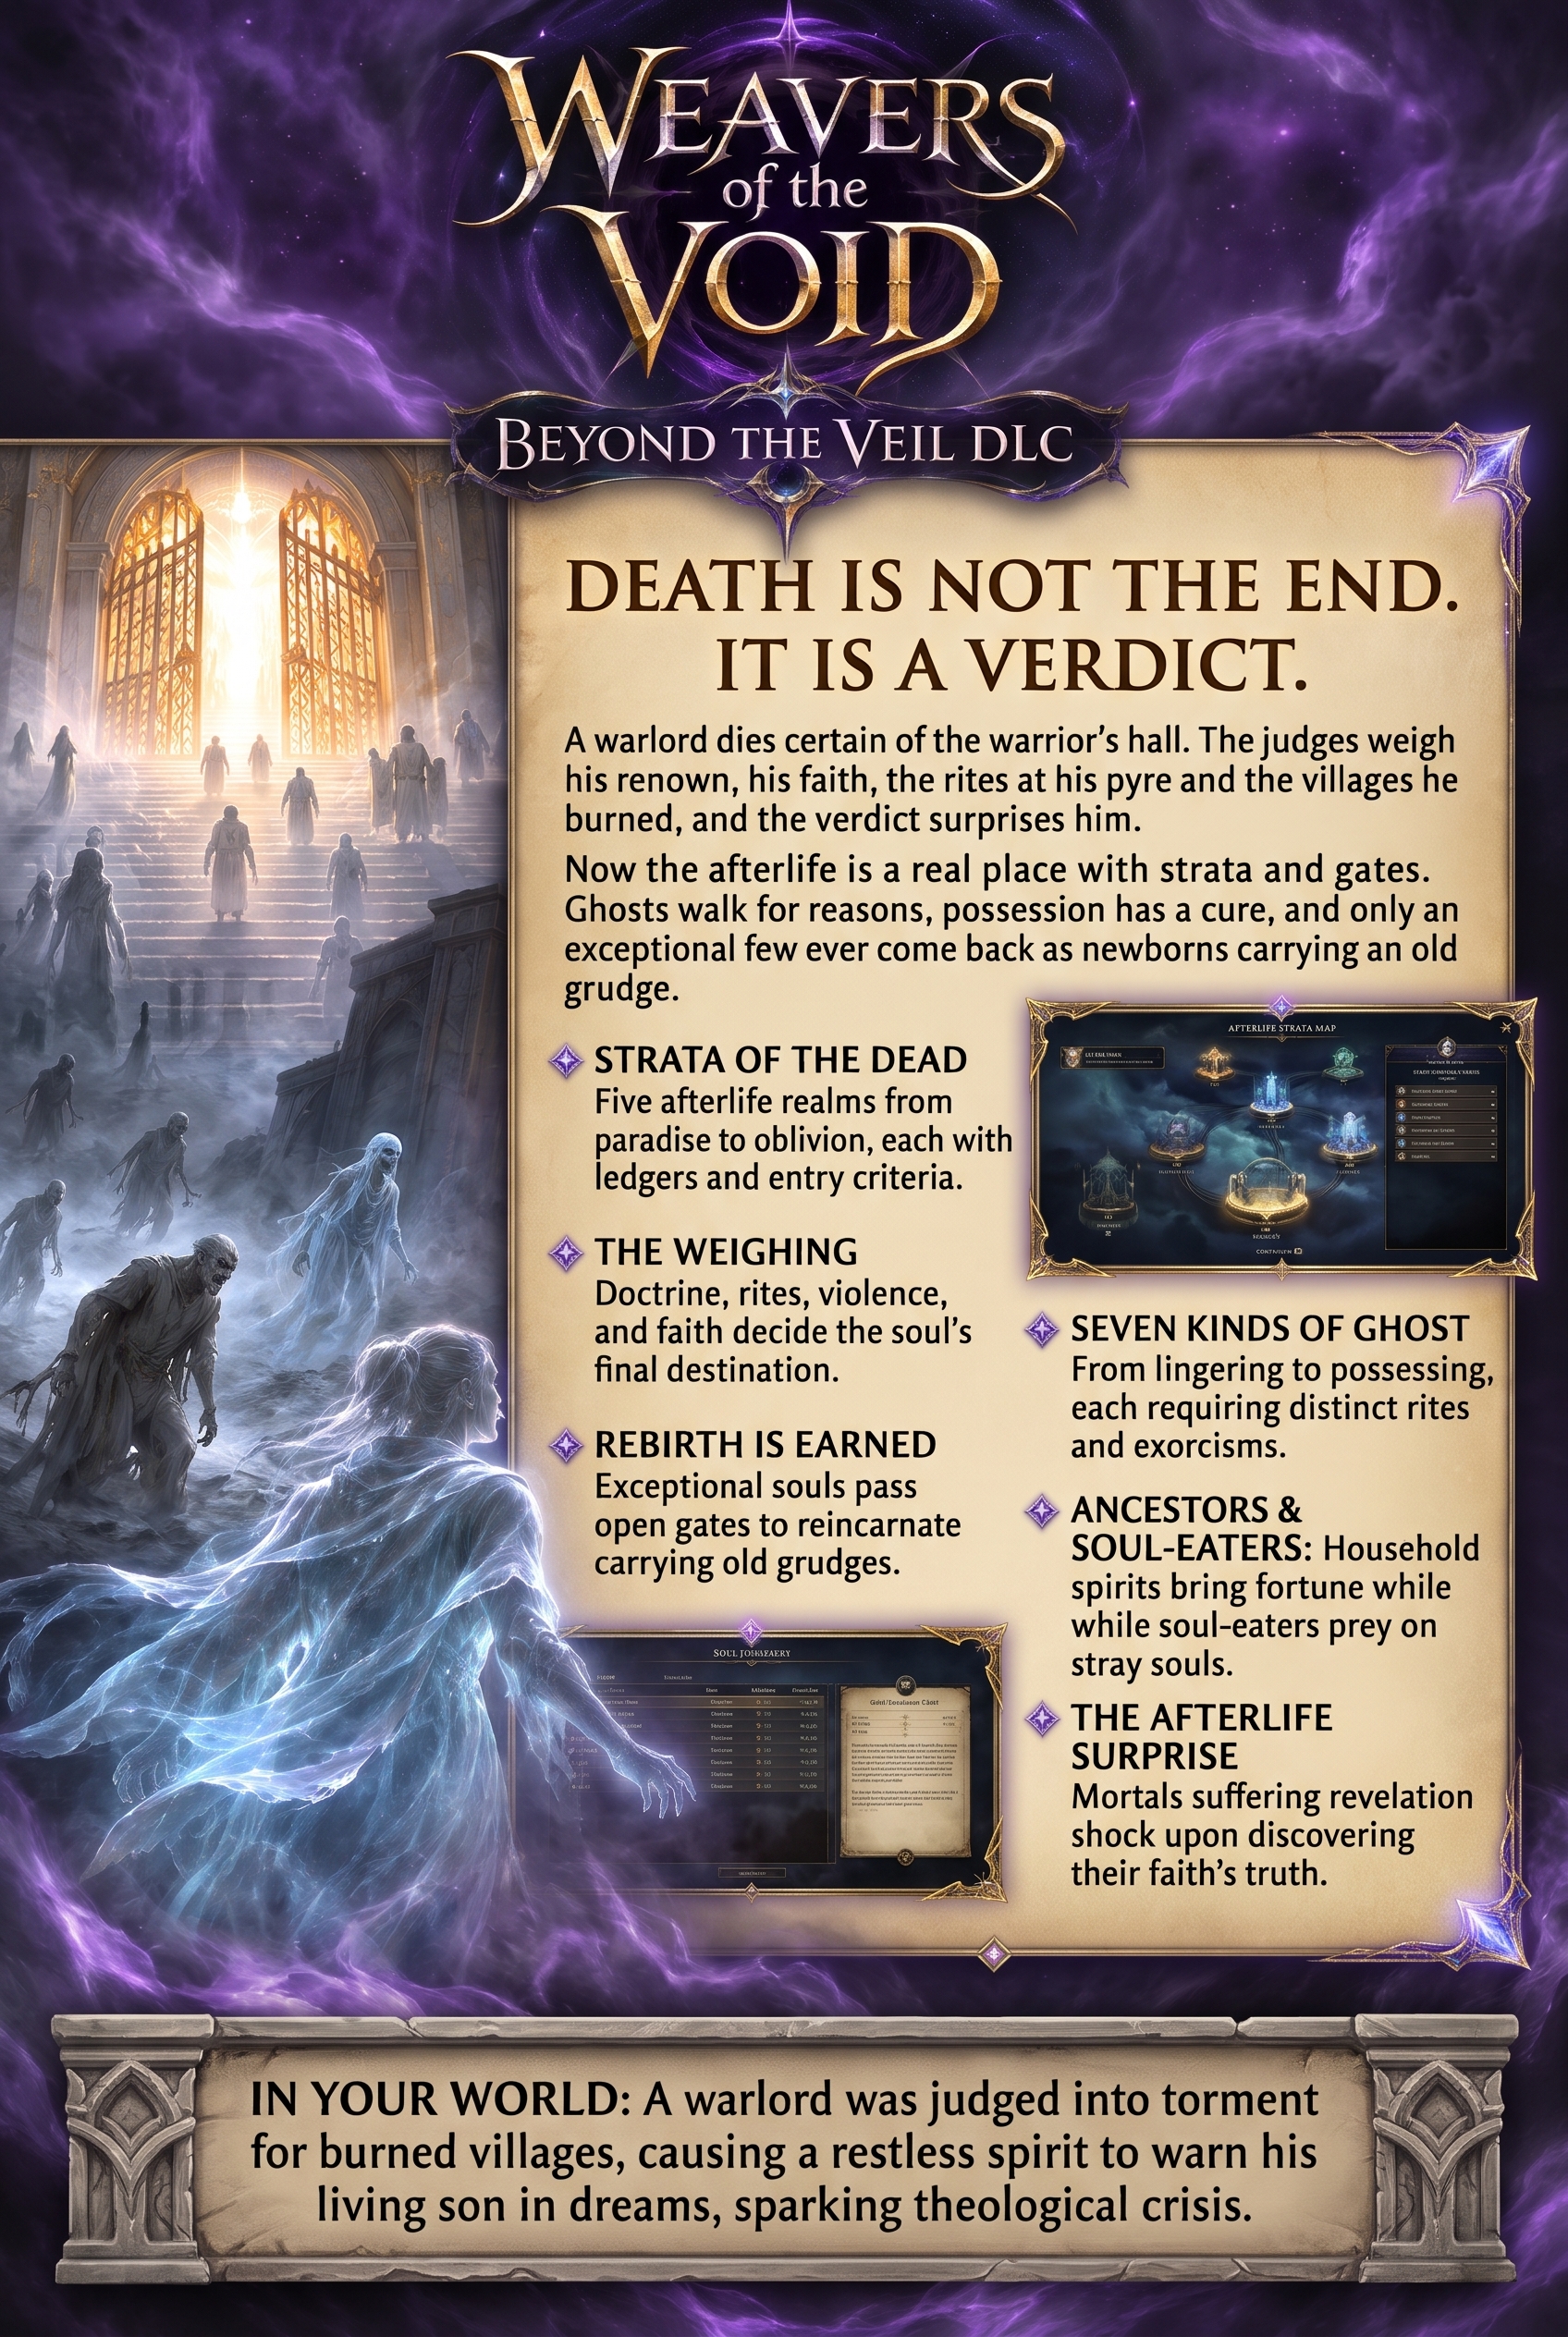 WEAVERS
of the
VOID
BEYOND THE VEIL DLC
DEATH IS NOT THE END.
IT IS A VERDICT.
A warlord dies certain of the warrior's hall. The judges weigh
his renown, his faith, the rites at his pyre and the villages he
burned, and the verdict surprises him.
Now the afterlife is a real place with strata and gates.
Ghosts walk for reasons, possession has a cure, and only an
exceptional few ever come back as newborns carrying an old
grudge.
STRATA OF THE DEAD
Five afterlife realms from
paradise to oblivion, each with
ledgers and entry criteria.
THE WEIGHING
Doctrine, rites, violence,
and faith decide the soul's
final destination.
REBIRTH IS EARNED
Exceptional souls pass
open gates to reincarnate
carrying old grudges.
AFTERLIFE STRATA MAP
SEVEN KINDS OF GHOST
From lingering to possessing,
each requiring distinct rites
and exorcisms.
ANCESTORS &
SOUL-EATERS: Household
spirits bring fortune while
while soul-eaters prey on
stray souls.
THE AFTERLIFE
SURPRISE
Mortals suffering revelation
shock upon discovering
their faith's truth.
SOUL
IN YOUR WORLD: A warlord was judged into torment
for burned villages, causing a restless spirit to warn his
living son in dreams, sparking theological crisis.